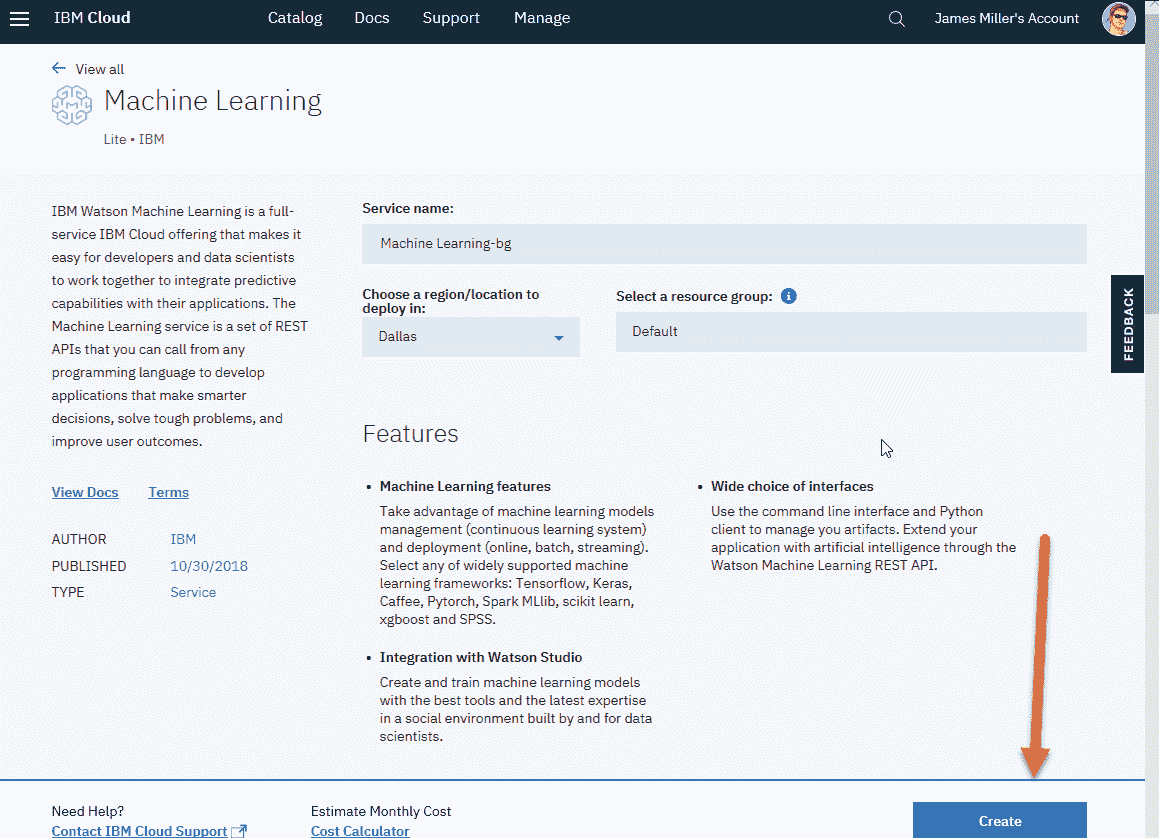 IBM Cloud
Catalog
Docs
Support
Manage
James Miller's Account
View all
Machine Learning
Lite • IBM
IBM Watson Machine Learning is a full-
service IBM Cloud offering that makes it
easy for developers and data scientists
to work together to integrate predictive
capabilities with their applications. The
Machine Learning service is a set of REST
APIs that you can call from any
programming language to develop
applications that make smarter
decisions, solve tough problems, and
improve user outcomes.
View Docs
Terms
AUTHOR IBM
PUBLISHED 10/30/2018
TYPE Service
Service name:
Machine Learning-bg
Choose a region/location to
deploy in:
Dallas
Select a resource group:
Default
Features
• Machine Learning features
Take advantage of machine learning models
management (continuous learning system)
and deployment (online, batch, streaming).
Select any of widely supported machine
learning frameworks: Tensorflow, Keras,
Caffee, Pytorch, Spark MLlib, scikit learn,
xgboost and SPSS.
• Integration with Watson Studio
Create and train machine learning models
with the best tools and the latest expertise
in a social environment built by and for data
scientists.
• Wide choice of interfaces
Use the command line interface and Python
client to manage you artifacts. Extend your
application with artificial intelligence through the
Watson Machine Learning REST API.
FEEDBACK
Need Help?
Contact IBM Cloud Support
Estimate Monthly Cost
Cost Calculator
Create